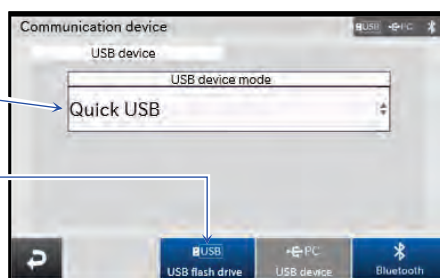 Communication device
USB PC
USB device
USB device mode
Quick USB
USB PC
USB flash drive USB device Bluetooth